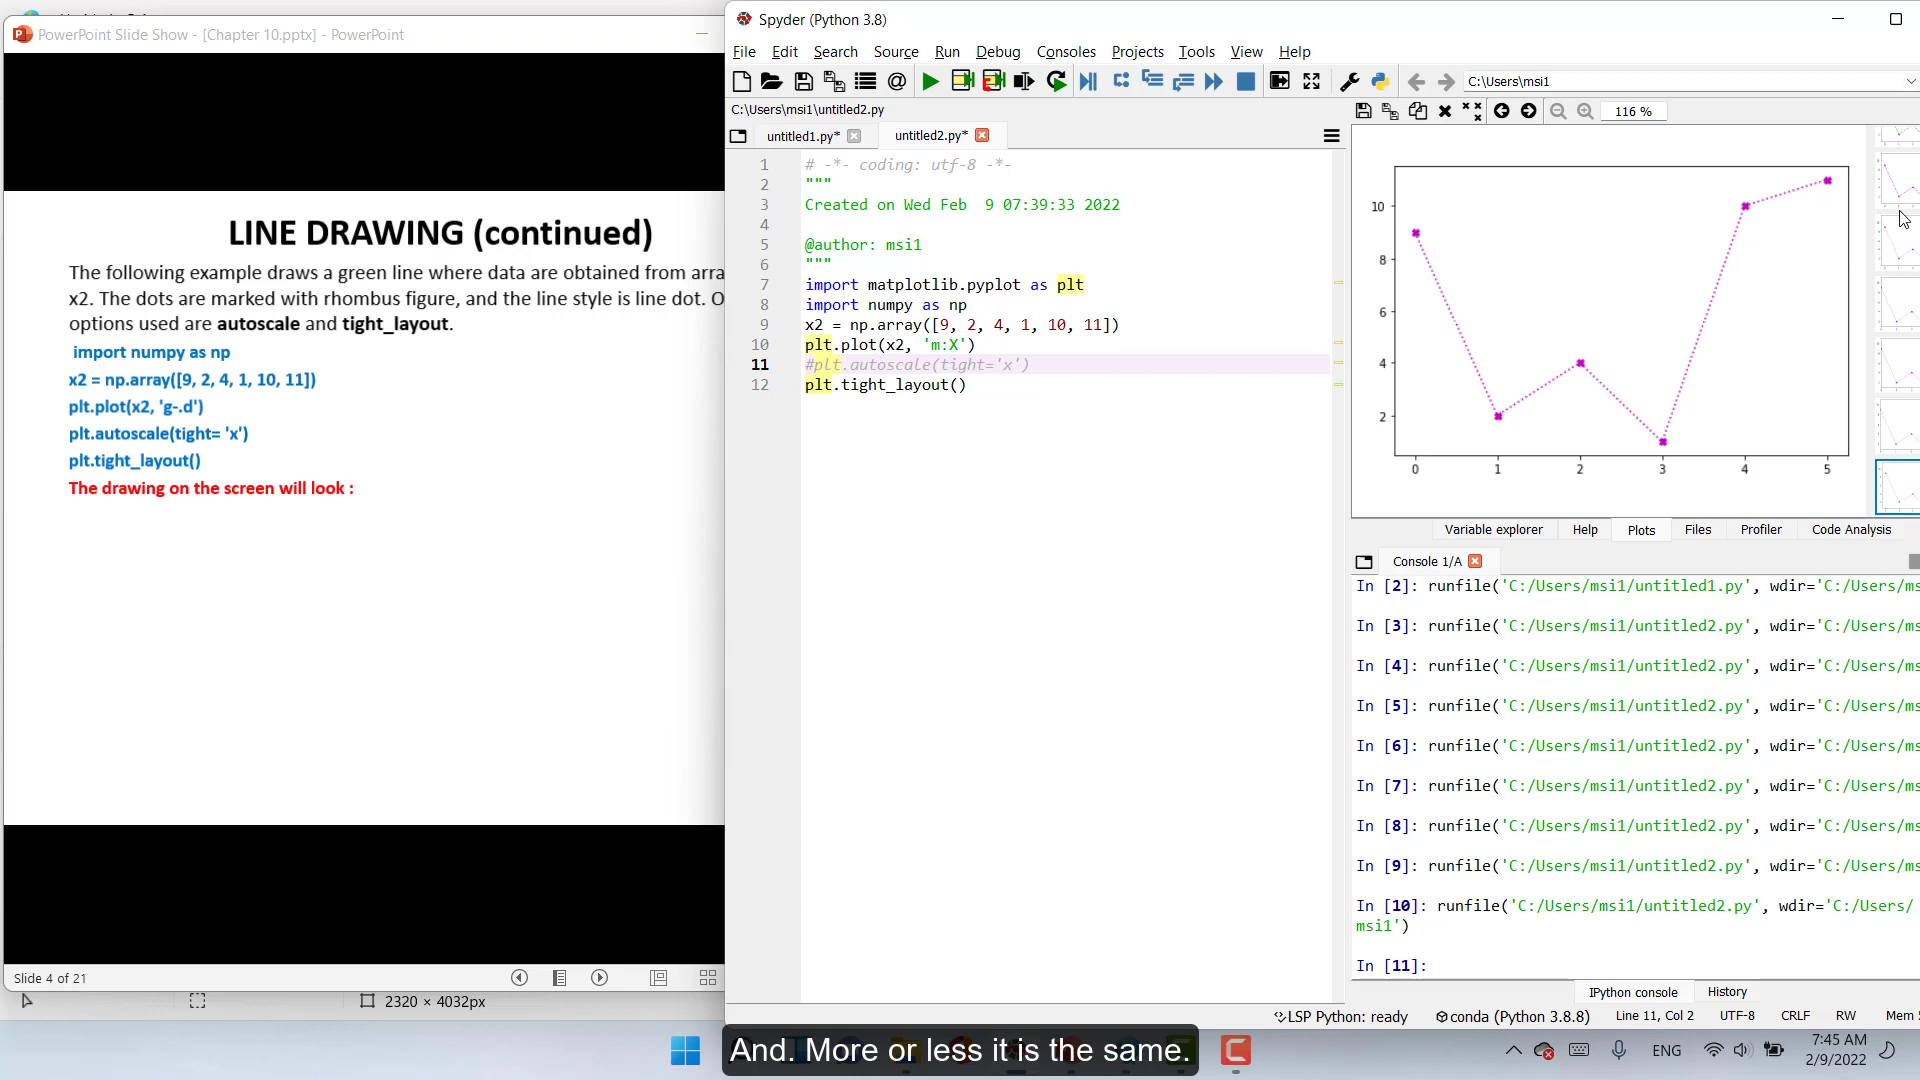 PowerPoint Slide Show - [Chapter 10.pptx] - PowerPoint
LINE DRAWING (continued)
The following example draws a green line where data are obtained from arra
x2. The dots are marked with rhombus figure, and the line style is line dot. O
options used are autoscale and tight_layout.
import numpy as np
x2 = np.array([9, 2, 4, 1, 10, 11])
plt.plot(x2, 'g-.d')
plt.autoscale(tight= 'x')
plt.tight_layout()
The drawing on the screen will look :
Slide 4 of 21
2320 × 4032px
Spyder (Python 3.8)
File Edit Search Source Run Debug Consoles Projects Tools View Help
C:\Users\msi1
C:\Users\msi1\untitled2.py
untitled1.py*
untitled2.py*
1 # -*- coding: utf-8 -*-
2 """
3 Created on Wed Feb  9 07:39:33 2022
4
5 @author: msi1
6 """
7 import matplotlib.pyplot as plt
8 import numpy as np
9 x2 = np.array([9, 2, 4, 1, 10, 11])
10 plt.plot(x2, 'm:X')
11 #plt.autoscale(tight='x')
12 plt.tight_layout()
116 %
10
8
6
4
2
0 1 2 3 4 5
Variable explorer Help Plots Files Profiler Code Analysis
Console 1/A
In [2]: runfile('C:/Users/msi1/untitled1.py', wdir='C:/Users/ms
In [3]: runfile('C:/Users/msi1/untitled2.py', wdir='C:/Users/ms
In [4]: runfile('C:/Users/msi1/untitled2.py', wdir='C:/Users/ms
In [5]: runfile('C:/Users/msi1/untitled2.py', wdir='C:/Users/ms
In [6]: runfile('C:/Users/msi1/untitled2.py', wdir='C:/Users/ms
In [7]: runfile('C:/Users/msi1/untitled2.py', wdir='C:/Users/ms
In [8]: runfile('C:/Users/msi1/untitled2.py', wdir='C:/Users/ms
In [9]: runfile('C:/Users/msi1/untitled2.py', wdir='C:/Users/ms
In [10]: runfile('C:/Users/msi1/untitled2.py', wdir='C:/Users/
msi1')
In [11]:
IPython console History
LSP Python: ready conda (Python 3.8.8) Line 11, Col 2 UTF-8 CRLF RW Mem
And. More or less it is the same.
ENG
7:45 AM
2/9/2022